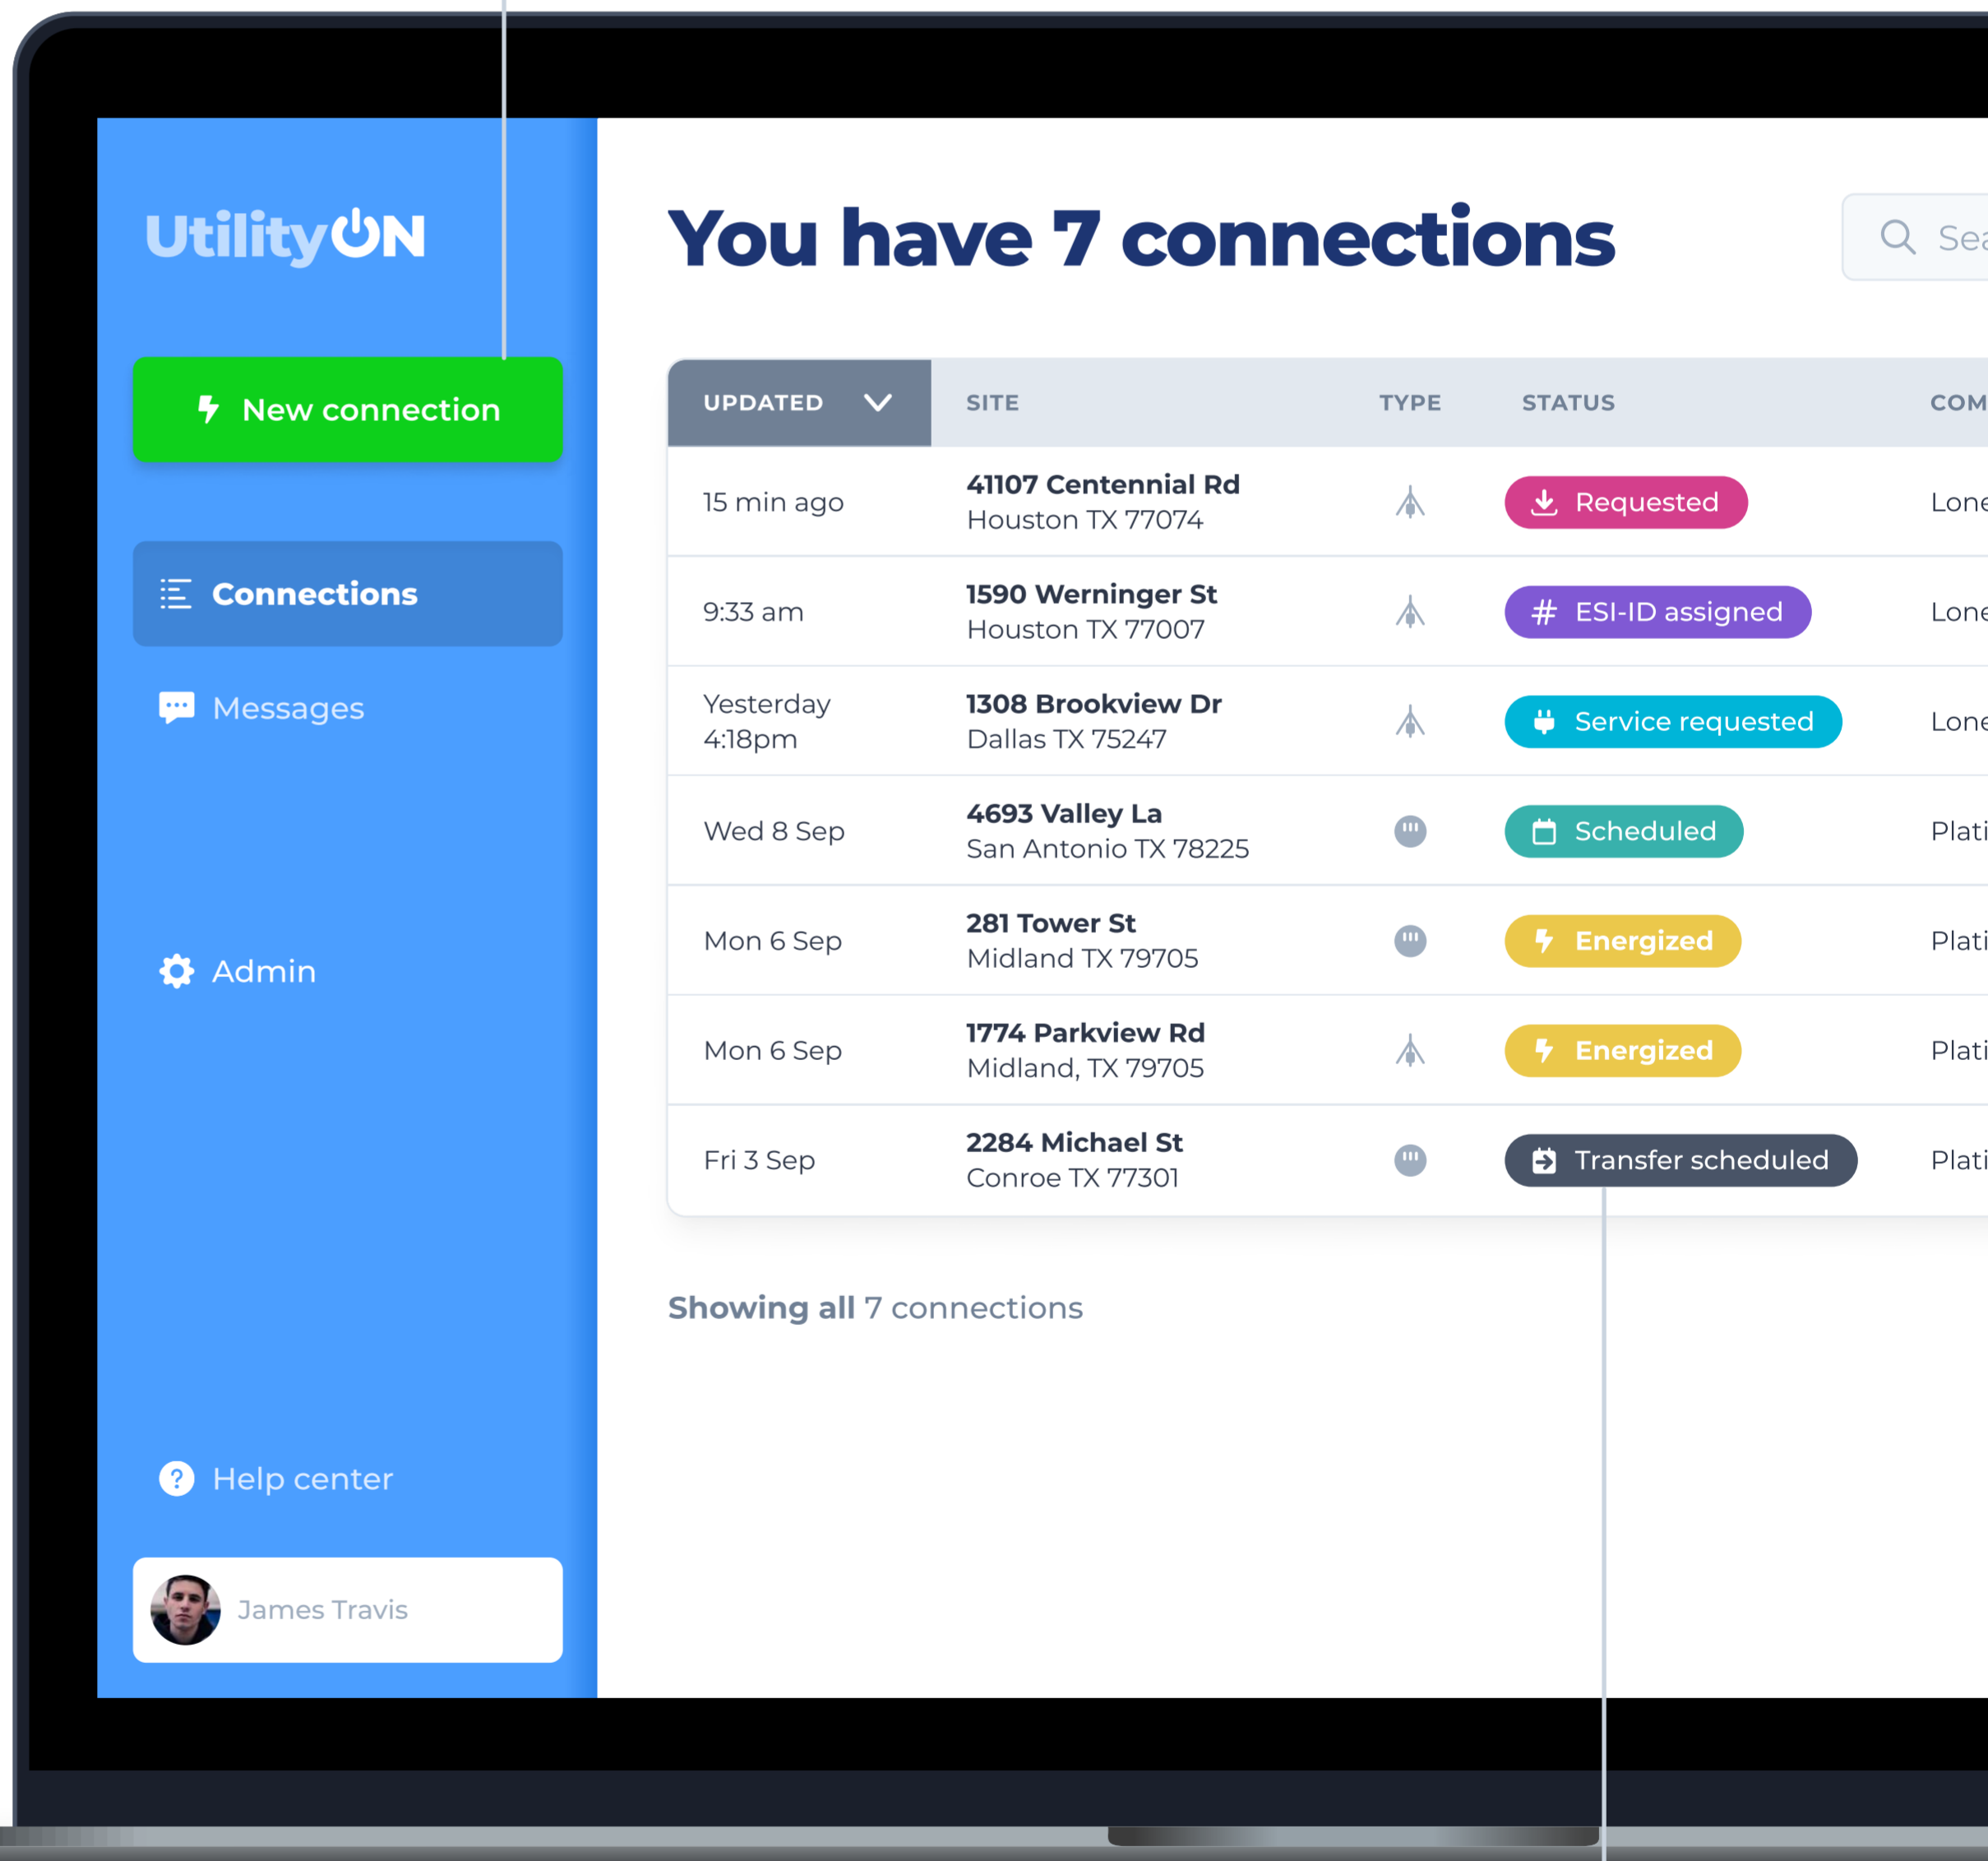 UtilityON
New connection
Connections
Messages
Admin
Help center
James Travis
You have 7 connections
UPDATED SITE TYPE STATUS
15 min ago 41107 Centennial Rd Requested
Houston TX 77074
9:33 am 1590 Werninger St ESI-ID assigned
Houston TX 77007
Yesterday 1308 Brookview Dr Service requested
4:18pm Dallas TX 75247
Wed 8 Sep 4693 Valley La Scheduled
San Antonio TX 78225
Mon 6 Sep 281 Tower St Energized
Midland TX 79705
Mon 6 Sep 1774 Parkview Rd Energized
Midland, TX 79705
Fri 3 Sep 2284 Michael St Transfer scheduled
Conroe TX 77301
Showing all 7 connections